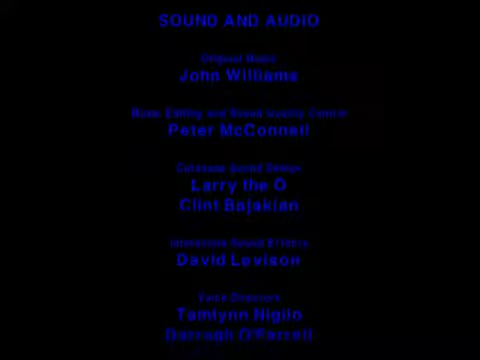 SOUND AND AUDIO
Original Music
John Williams
Music Editing and Sound Quality Control
Peter McConnell
Cutscene Sound Design
Larry the O
Clint Bajakian
Interactive Sound Effects
David Levison
Voice Directors
Tamlynn Niglio
Darragh O'Farrell